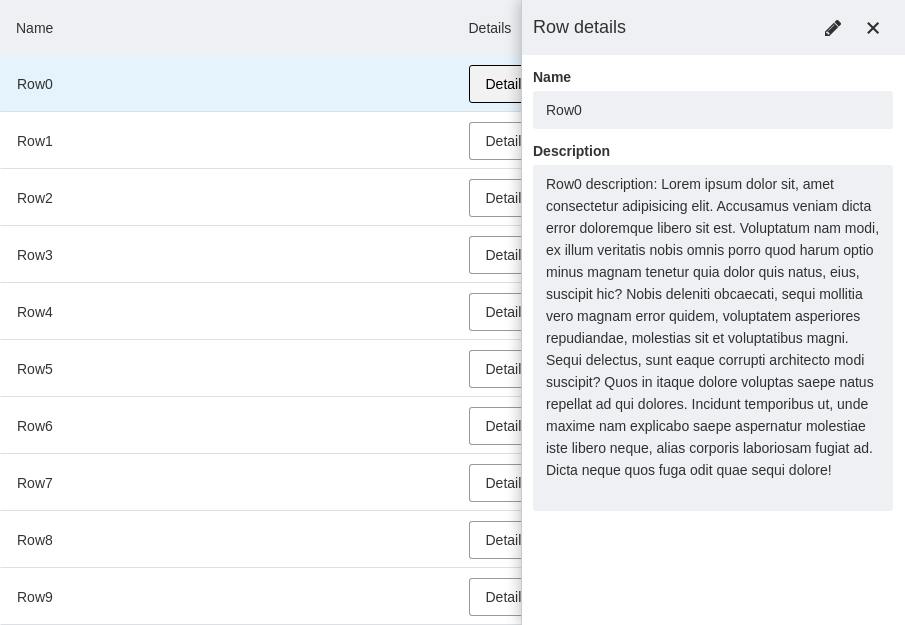 Name Details
Row0 Detail
Row1 Detail
Row2 Detail
Row3 Detail
Row4 Detail
Row5 Detail
Row6 Detail
Row7 Detail
Row8 Detail
Row9 Detail
Row details
Name
Row0
Description
Row0 description: Lorem ipsum dolor sit, amet
consectetur adipisicing elit. Accusamus veniam dicta
error doloremque libero sit est. Voluptatum nam modi,
ex illum veritatis nobis omnis porro quod harum optio
minus magnam tenetur quia dolor quis natus, eius,
suscipit hic? Nobis deleniti obcaecati, sequi mollitia
vero magnam error quidem, voluptatem asperiores
repudiandae, molestias sit et voluptatibus magni.
Sequi delectus, sunt eaque corrupti architecto modi
suscipit? Quos in itaque dolore voluptas saepe natus
repellat ad qui dolores. Incidunt temporibus ut, unde
maxime nam explicabo saepe aspernatur molestiae
iste libero neque, alias corporis laboriosam fugiat ad.
Dicta neque quos fuga odit quae sequi dolore!